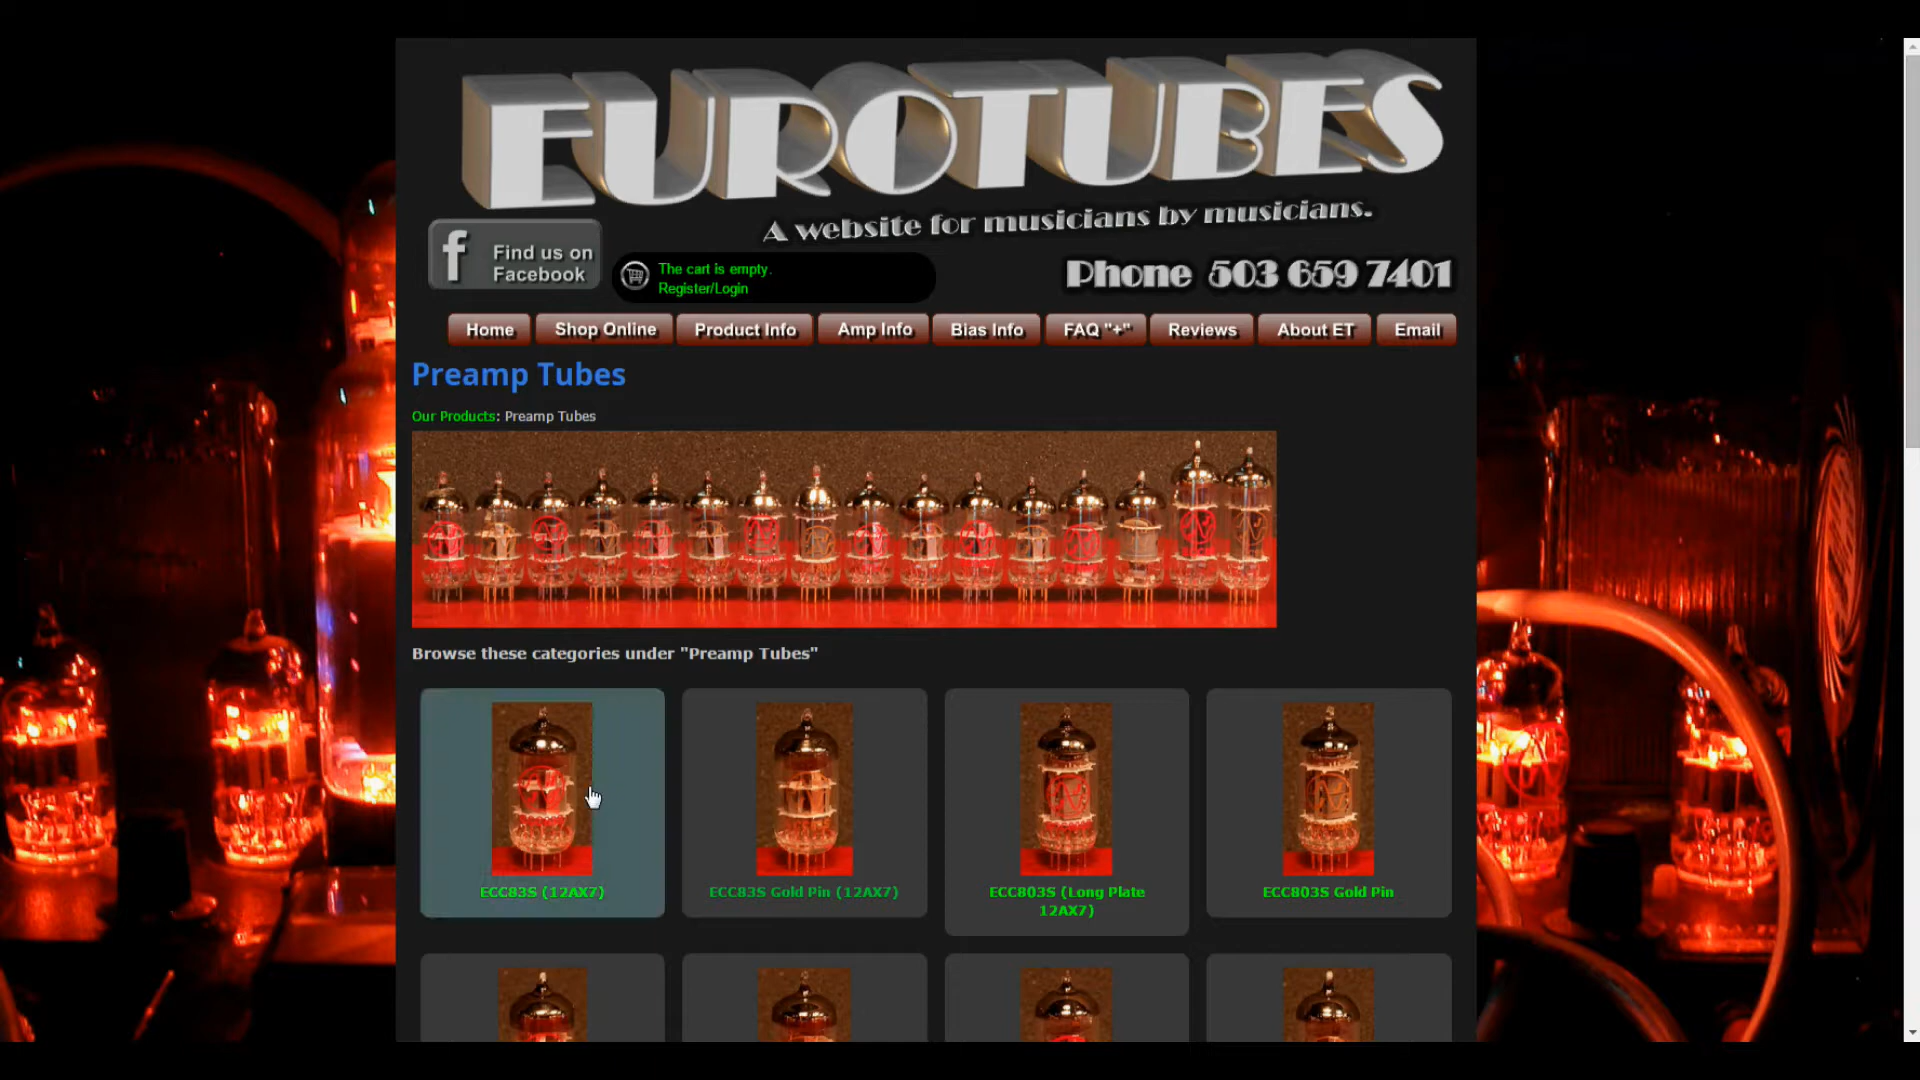 EUROTUBES
A website for musicians by musicians.
Find us on
Facebook
The cart is empty.
Register/Login
Phone 503 659 7401
Home Shop Online Product Info Amp Info Bias Info FAQ "+" Reviews About ET Email
Preamp Tubes
Our Products: Preamp Tubes
Browse these categories under "Preamp Tubes"
ECC83S (12AX7)
ECC83S Gold Pin (12AX7)
ECC803S (Long Plate
12AX7)
ECC803S Gold Pin